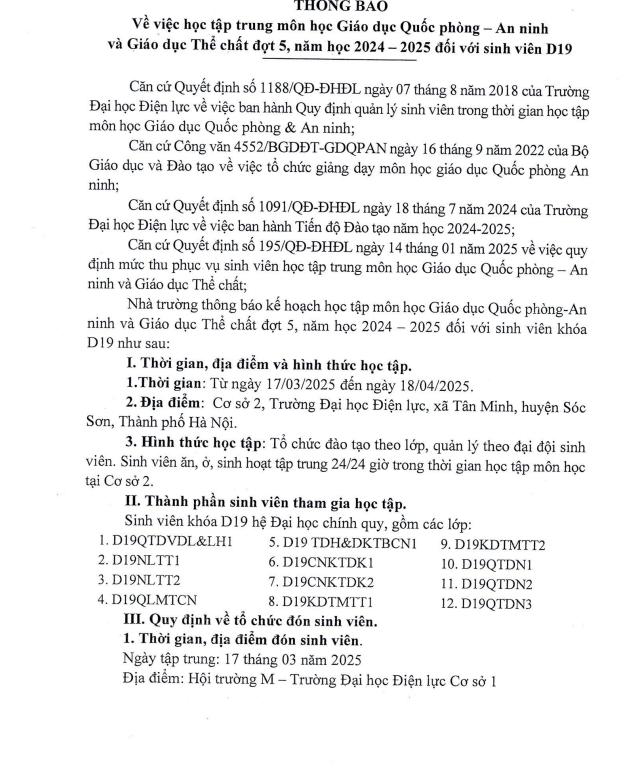 THÔNG BÁO
Về việc học tập trung môn học Giáo dục Quốc phòng – An ninh
và Giáo dục Thể chất đợt 5, năm học 2024 – 2025 đối với sinh viên D19
Căn cứ Quyết định số 1188/QĐ-ĐHĐL ngày 07 tháng 8 năm 2018 của Trường
Đại học Điện lực về việc ban hành Quy định quản lý sinh viên trong thời gian học tập
môn học Giáo dục Quốc phòng & An ninh;
Căn cứ Công văn 4552/BGDĐT-GDQPAN ngày 16 tháng 9 năm 2022 của Bộ
Giáo dục và Đào tạo về việc tổ chức giảng dạy môn học giáo dục Quốc phòng An
ninh;
Căn cứ Quyết định số 1091/QĐ-ĐHĐL ngày 18 tháng 7 năm 2024 của Trường
Đại học Điện lực về việc ban hành Tiến độ Đào tạo năm học 2024-2025;
Căn cứ Quyết định số 195/QĐ-ĐHĐL ngày 14 tháng 01 năm 2025 về việc quy
định mức thu phục vụ sinh viên học tập trung môn học Giáo dục Quốc phòng – An
ninh và Giáo dục Thể chất;
Nhà trường thông báo kế hoạch học tập môn học Giáo dục Quốc phòng-An
ninh và Giáo dục Thể chất đợt 5, năm học 2024 – 2025 đối với sinh viên khóa
D19 như sau:
I. Thời gian, địa điểm và hình thức học tập.
1.Thời gian: Từ ngày 17/03/2025 đến ngày 18/04/2025.
2. Địa điểm: Cơ sở 2, Trường Đại học Điện lực, xã Tân Minh, huyện Sóc
Sơn, Thành phố Hà Nội.
3. Hình thức học tập: Tổ chức đào tạo theo lớp, quản lý theo đại đội sinh
viên. Sinh viên ăn, ở, sinh hoạt tập trung 24/24 giờ trong thời gian học tập môn học
tại Cơ sở 2.
II. Thành phần sinh viên tham gia học tập.
Sinh viên khóa D19 hệ Đại học chính quy, gồm các lớp:
1. D19QTDVDL&LH1 5. D19 TDH&DKTBCN1 9. D19KDTMTT2
2. D19NLTT1 6. D19CNKTDK1 10. D19QTDN1
3. D19NLTT2 7. D19CNKTDK2 11. D19QTDN2
4. D19QLMTCN 8. D19KDTMTT1 12. D19QTDN3
III. Quy định về tổ chức đón sinh viên.
1. Thời gian, địa điểm đón sinh viên.
Ngày tập trung: 17 tháng 03 năm 2025
Địa điểm: Hội trường M – Trường Đại học Điện lực Cơ sở 1